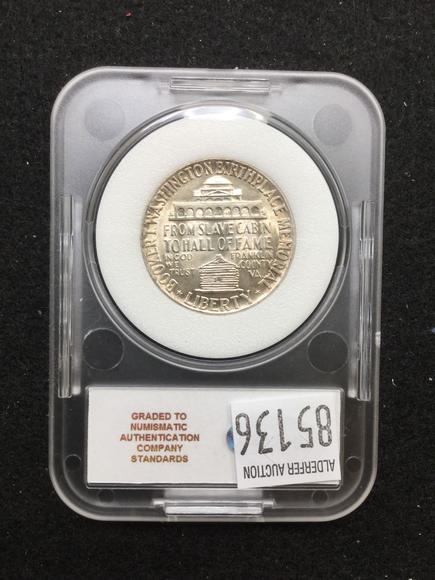 BOOKER T. WASHINGTON BIRTHPLACE MEMORIAL
FROM SLAVE CABIN
TO HALL OF FAME
IN GOD
WE
TRUST
FRANKLIN
COUNTY
VA.
LIBERTY
GRADED TO
NUMISMATIC
AUTHENTICATION
COMPANY
STANDARDS
85136
ALDERFER AUCTION